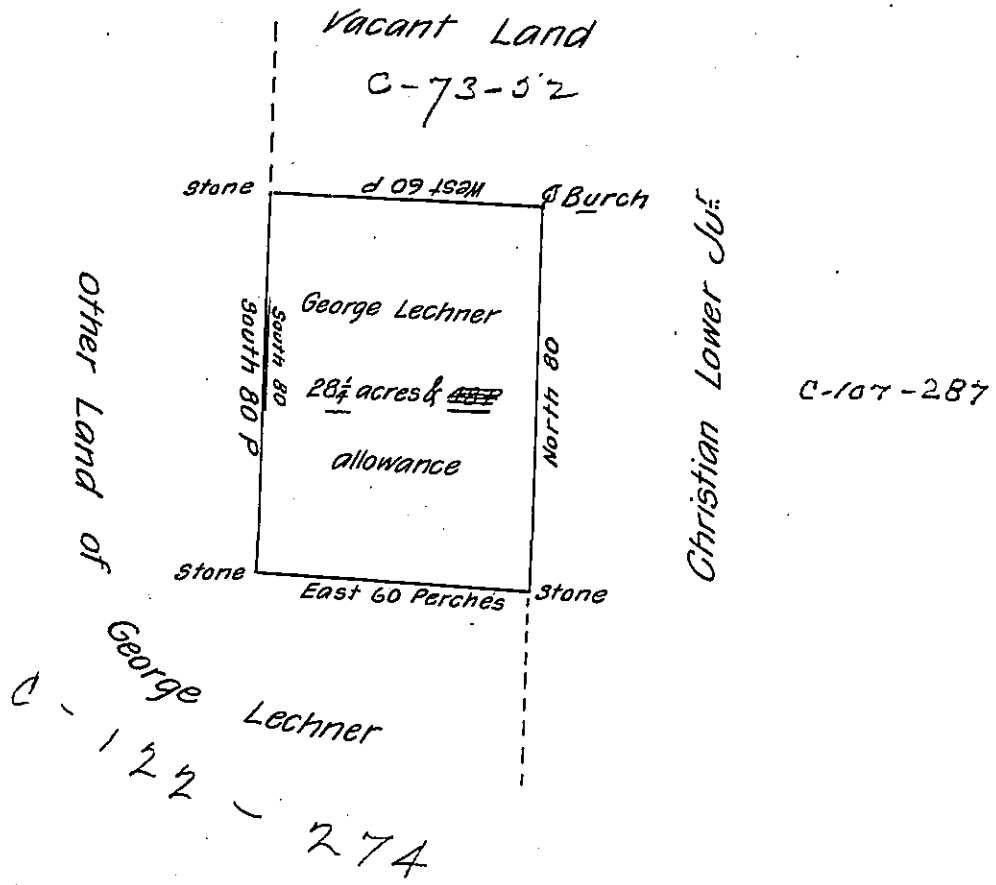 Vacant Land
C-73-52
Stone
West 60 P
Burch
George Lechner
28¼ acres &
allowance
South 80
South 80 P
North 80
Christian Lower Junr
C-107-287
Stone
East 60 Perches
Stone
other Land of
George Lechner
C-122-274